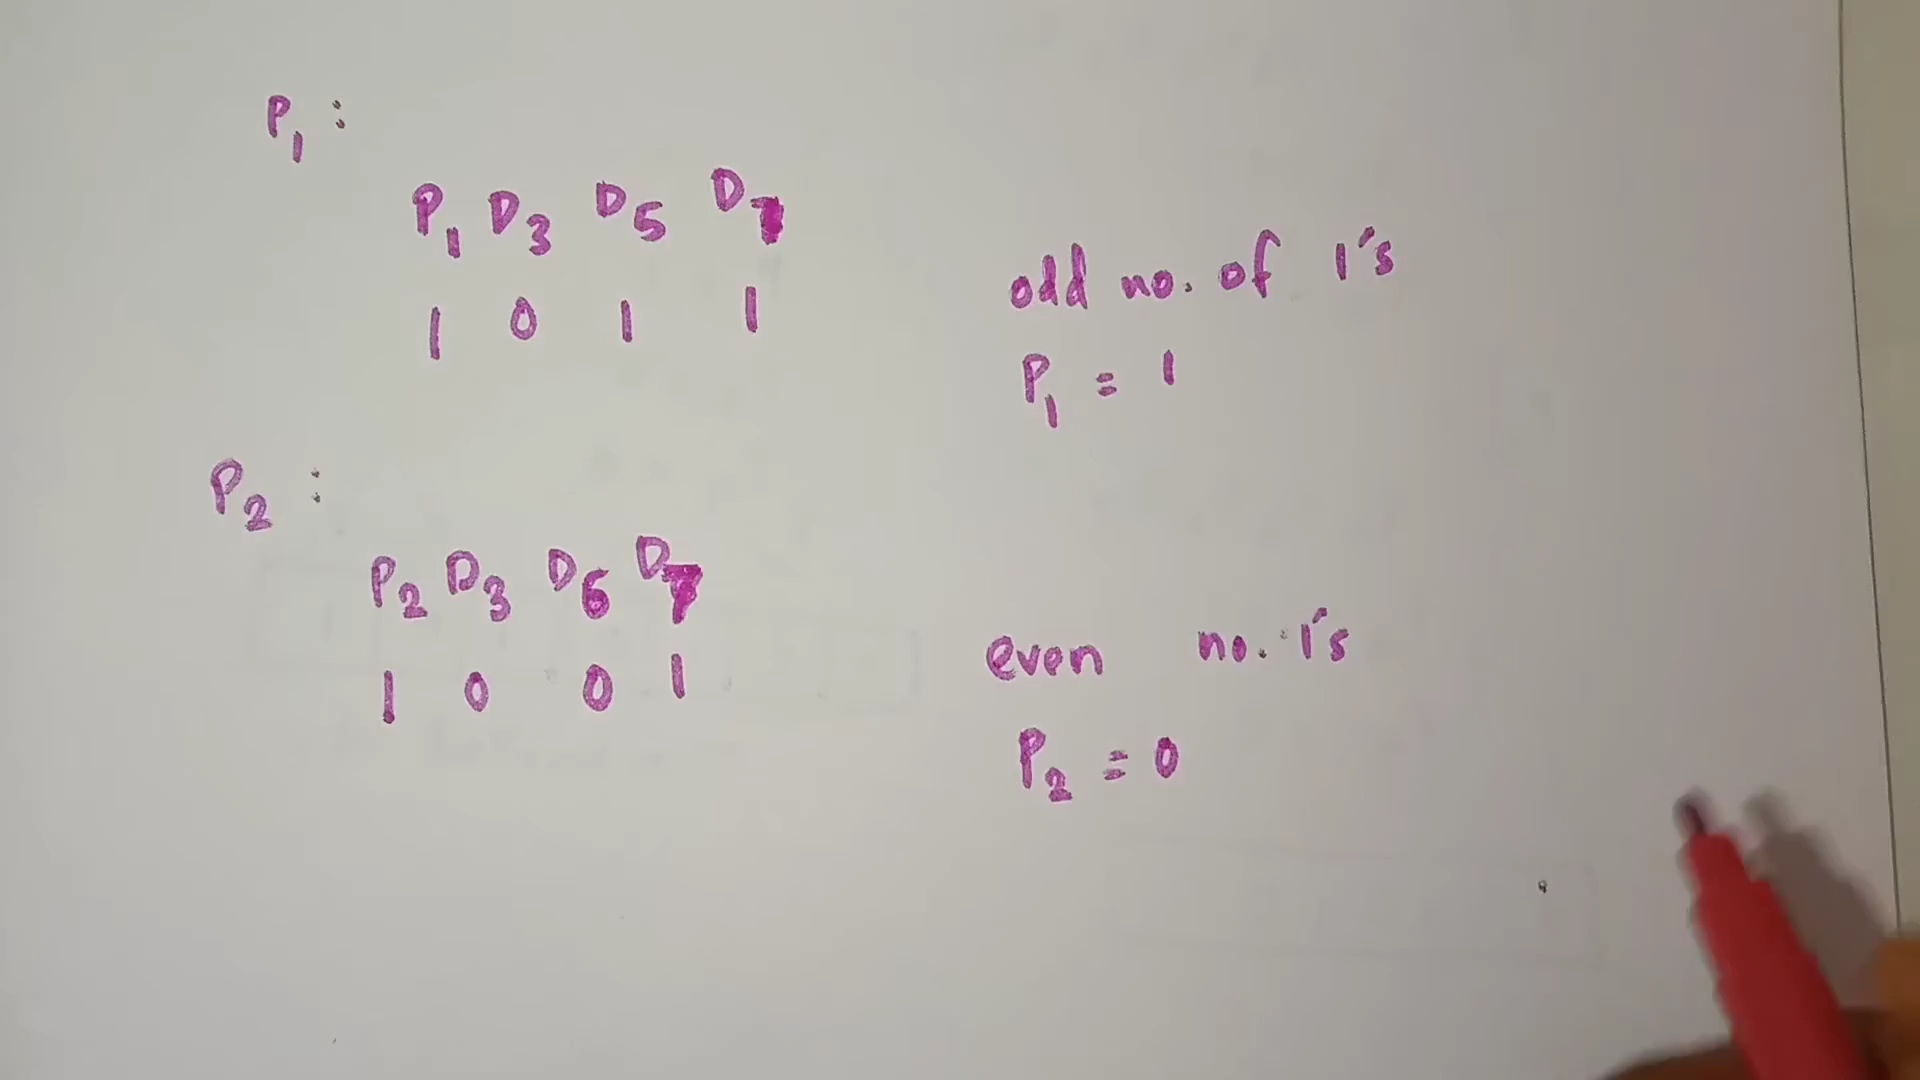 P1 :
P1 D3 D5 D7
1 0 1 1
odd no. of 1's
P1 = 1
P2 :
P2 D3 D6 D7
1 0 0 1
even no. 1's
P2 = 0